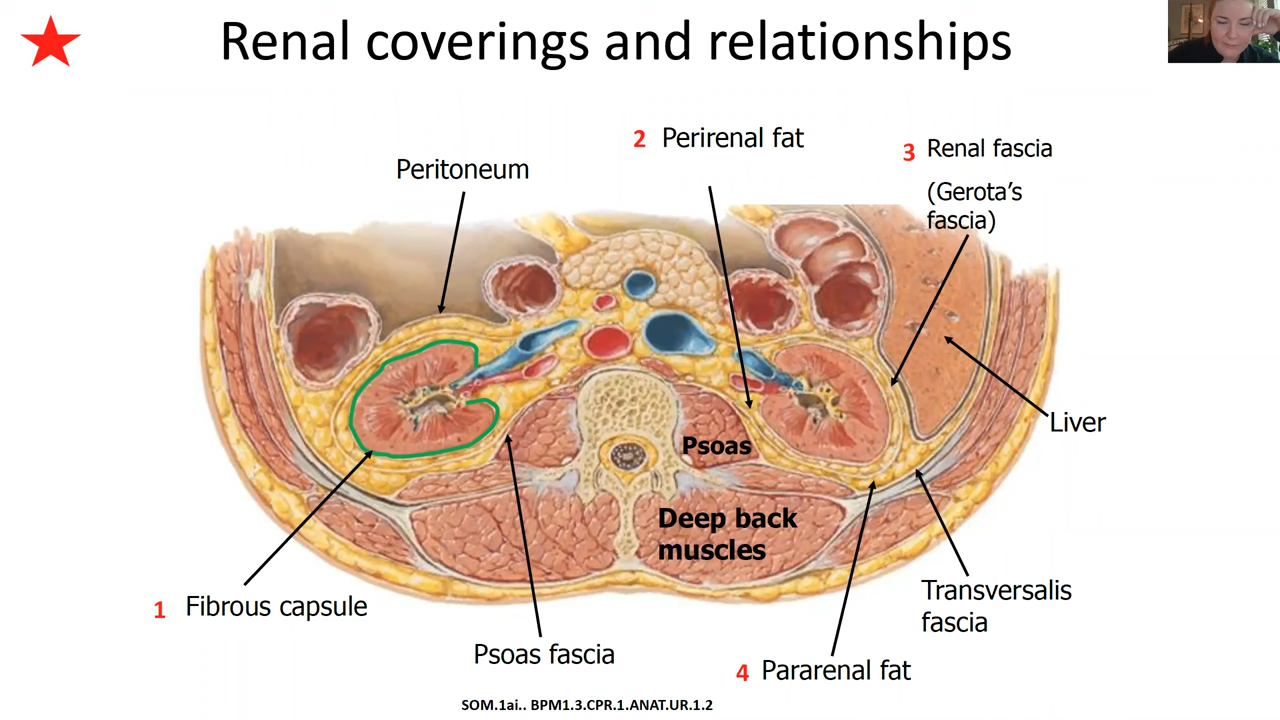 Renal coverings and relationships
2 Perirenal fat
3 Renal fascia
(Gerota’s
fascia)
Peritoneum
Liver
Psoas
Deep back
muscles
1 Fibrous capsule
Transversalis
fascia
Psoas fascia
4 Pararenal fat
SOM.1ai.. BPM1.3.CPR.1.ANAT.UR.1.2